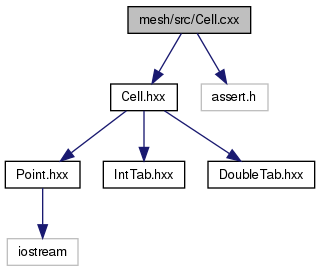 mesh/src/Cell.cxx
Cell.hxx
assert.h
Point.hxx
IntTab.hxx
DoubleTab.hxx
iostream